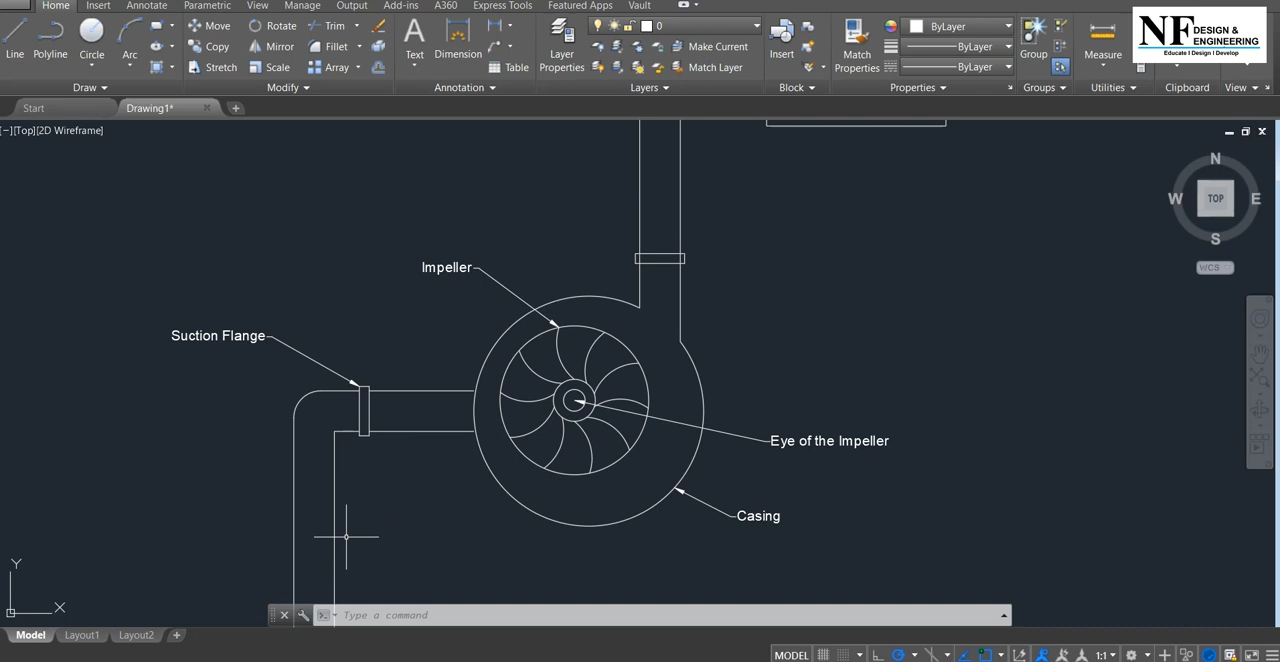 Home Insert Annotate Parametric View Manage Output Add-ins A360 Express Tools Featured Apps Vault
Line Polyline Circle Arc
Move Rotate Trim
Copy Mirror Fillet
Stretch Scale Array
Text Dimension
Table
Layer Properties
0
Make Current
Match Layer
Insert
Match Properties
ByLayer
ByLayer
ByLayer
Group
Measure
NF DESIGN & ENGINEERING
Educate I Design I Develop
Draw Modify Annotation Layers Block Properties Groups Utilities Clipboard View
Start Drawing1*
[−][Top][2D Wireframe]
N
W TOP E
S
WCS
Impeller
Suction Flange
Eye of the Impeller
Casing
Y
X
Type a command
Model Layout1 Layout2
MODEL 1:1